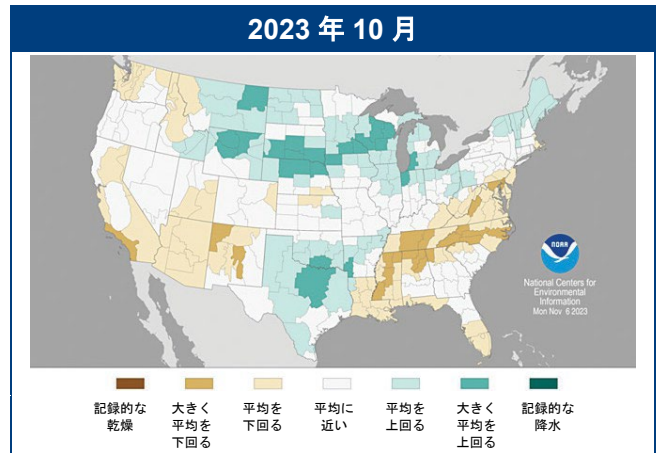 2023 年 10 月
NOAA
National Centers for
Environmental
Information
Mon Nov 6 2023
記録的な
乾燥
大きく
平均を
下回る
平均を
下回る
平均に
近い
平均を
上回る
大きく
平均を
上回る
記録的な
降水